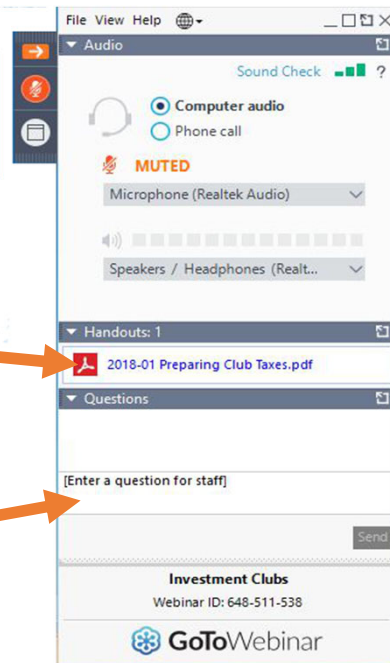 File View Help
Audio
Sound Check ?
Computer audio
Phone call
MUTED
Microphone (Realtek Audio)
Speakers / Headphones (Realt...
Handouts: 1
2018-01 Preparing Club Taxes.pdf
Questions
[Enter a question for staff]
Send
Investment Clubs
Webinar ID: 648-511-538
GoToWebinar